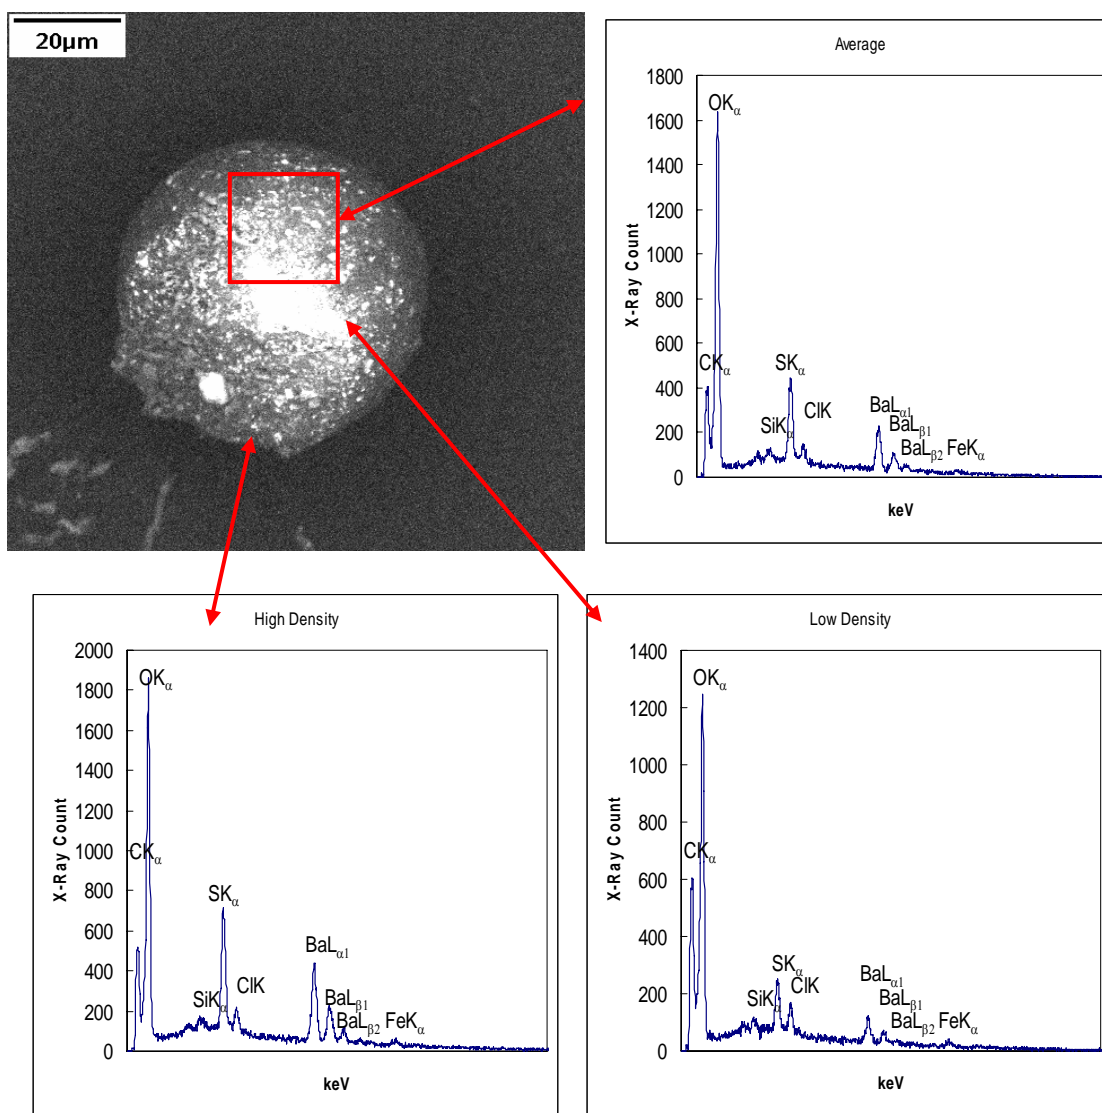 20µm
Average
1800
1600
1400
1200
1000
800
600
400
200
0
X-Ray Count
keV
OKα
CKα
SKα
ClK
SiKα
BaLα1
BaLβ1
BaLβ2 FeKα
High Density
2000
1800
1600
1400
1200
1000
800
600
400
200
0
X-Ray Count
keV
OKα
CKα
SKα
SiKα
ClK
BaLα1
BaLβ1
BaLβ2 FeKα
Low Density
1400
1200
1000
800
600
400
200
0
X-Ray Count
keV
OKα
CKα
SKα
SiKα
ClK
BaLα1
BaLβ1
BaLβ2 FeKα